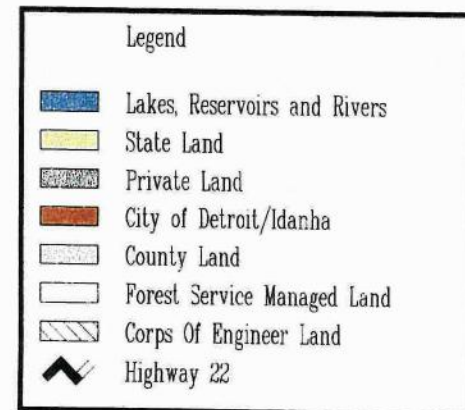 Legend
Lakes, Reservoirs and Rivers
State Land
Private Land
City of Detroit/Idanha
County Land
Forest Service Managed Land
Corps Of Engineer Land
Highway 22